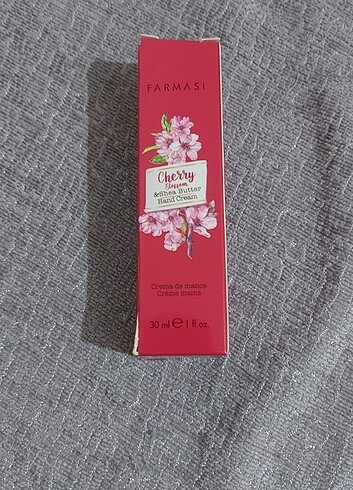 FARMASI
Cherry
Blossom
&Shea Butter
Hand Cream
Crema de manos
Crème mains
30 ml ℮ 1 fl.oz.